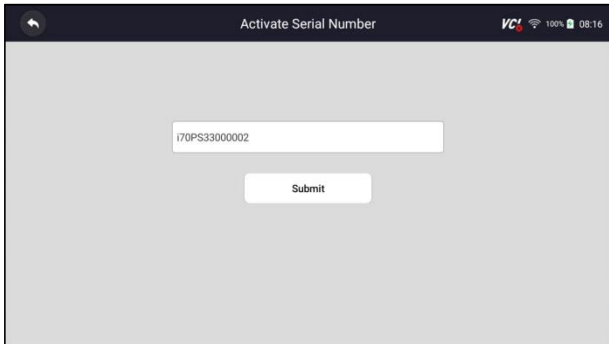 Activate Serial Number
VCI 100% 08:16
i70PS33000002
Submit